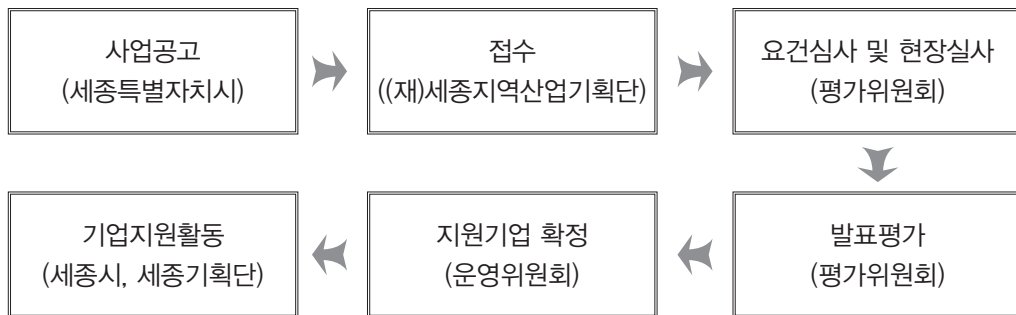 사업공고
(세종특별자치시)
접수
((재)세종지역산업기획단)
요건심사 및 현장실사
(평가위원회)
발표평가
(평가위원회)
지원기업 확정
(운영위원회)
기업지원활동
(세종시, 세종기획단)